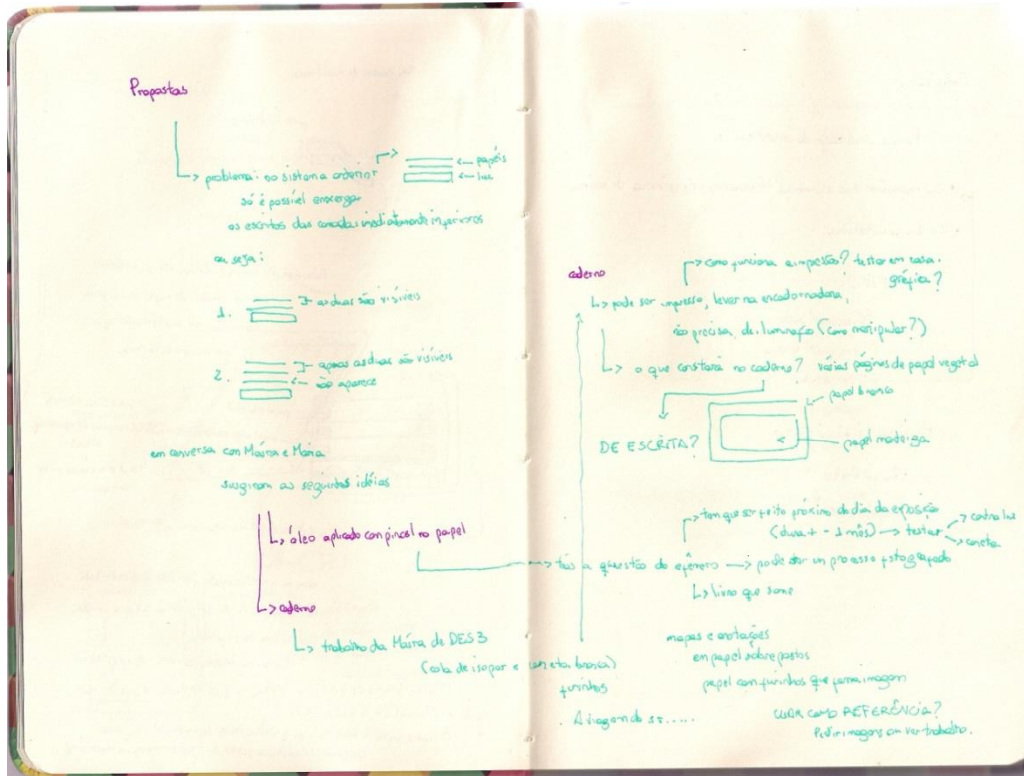 Propostas
problema: no sistema anterior
só é possível enxergar
os escritos das camadas imediatamente inferiores
papéis
luz
ou seja:
1.
as duas são visíveis
2.
apenas as duas são visíveis
não aparece
em conversa com Maíra e Maria
surgiram as seguintes idéias
óleo aplicado com pincel no papel
caderno
trabalho da Maíra de DES3
(cola de isopor e caneta branca)
furinhos
A viagem do
caderno
como funciona a impressão? testar em casa.
gráfica?
pode ser impresso, levar na encadernadora,
não precisa de iluminação (como manipular?)
o que constará no caderno? várias páginas de papel vegetal
papel branco
DE ESCRITA?
papel manteiga
tem que ser feito próximo do dia da exposição
(dura + - 1 mês) → testar
contra luz
caneta
trás a questão do efêmero → pode ser um processo fotografado
livro que some
mapas e anotações
em papel sobrepostos
papel com furinhos que forma imagem
USAR COMO REFERÊNCIA?
Pedir imagens ou ver trabalho.